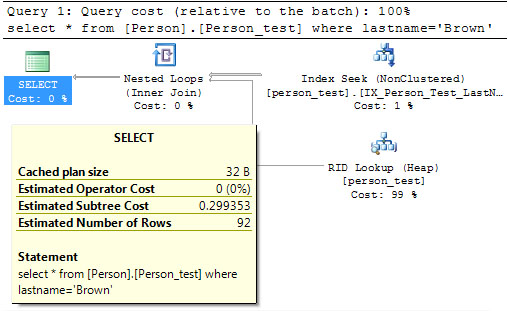 Query 1: Query cost (relative to the batch): 100%
select * from [Person].[Person_test] where lastname='Brown'
SELECT
Cost: 0 %
Nested Loops
(Inner Join)
Cost: 0 %
Index Seek (NonClustered)
[person_test].[IX_Person_Test_LastN...
Cost: 1 %
RID Lookup (Heap)
[person_test]
Cost: 99 %
SELECT
Cached plan size 32 B
Estimated Operator Cost 0 (0%)
Estimated Subtree Cost 0.299353
Estimated Number of Rows 92
Statement
select * from [Person].[Person_test] where
lastname='Brown'